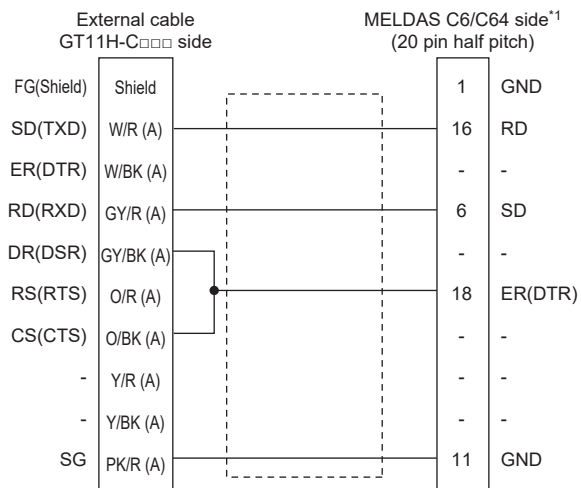 External cable
GT11H-C□□□ side
MELDAS C6/C64 side*1
(20 pin half pitch)
FG(Shield) Shield 1 GND
SD(TXD) W/R (A) 16 RD
ER(DTR) W/BK (A) - -
RD(RXD) GY/R (A) 6 SD
DR(DSR) GY/BK (A) - -
RS(RTS) O/R (A) 18 ER(DTR)
CS(CTS) O/BK (A) - -
- Y/R (A) - -
- Y/BK (A) - -
SG PK/R (A) 11 GND